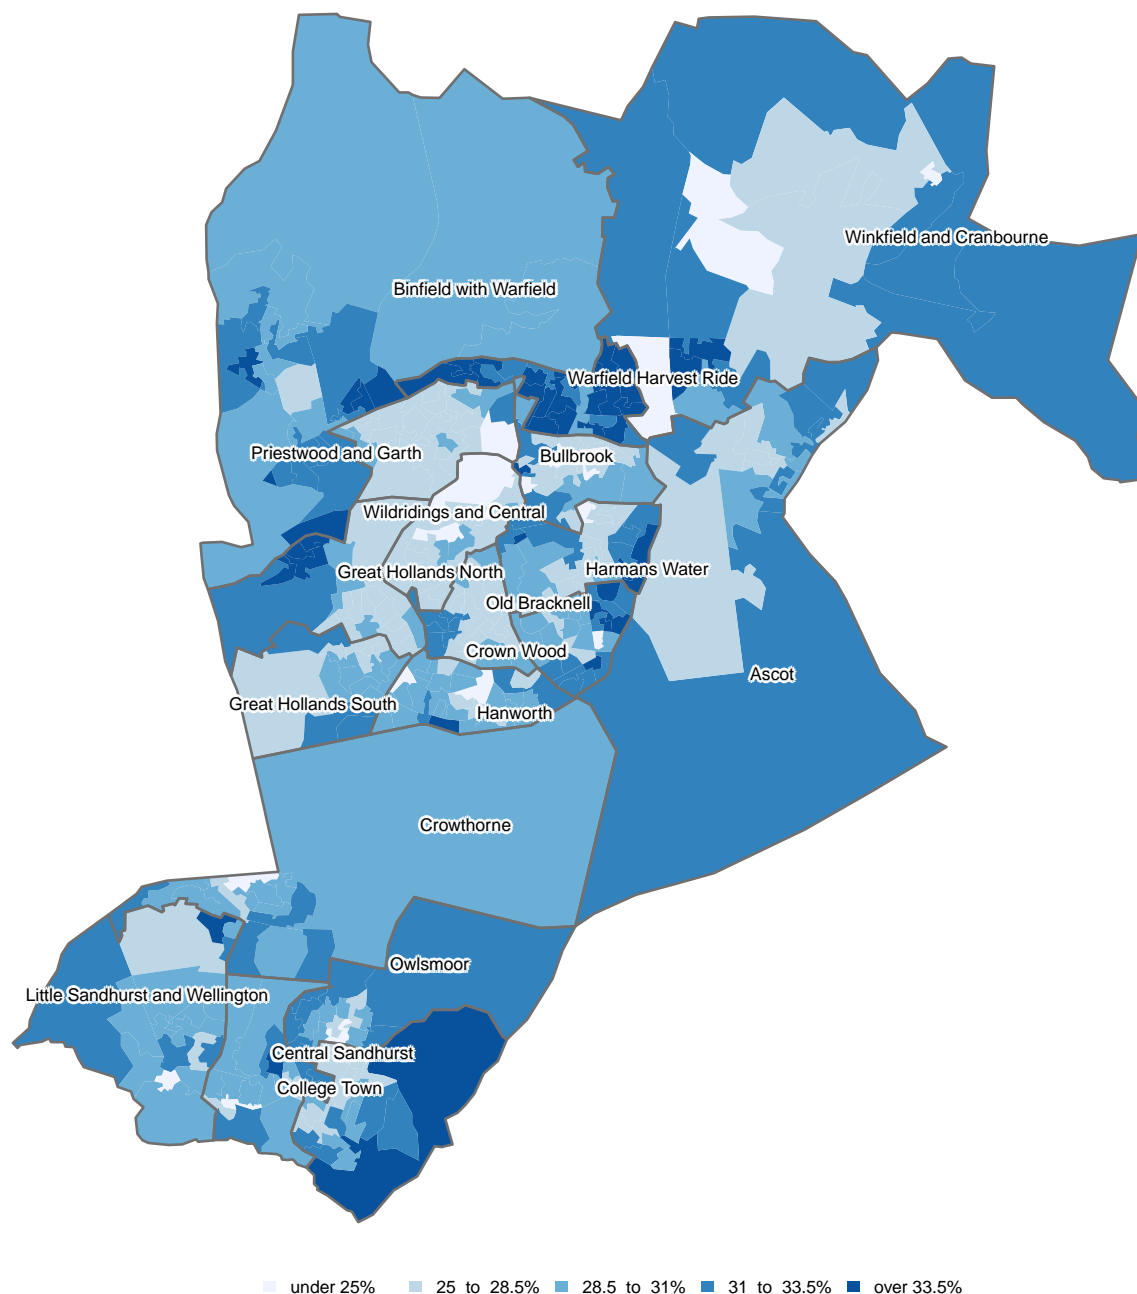 Winkfield and Cranbourne
Binfield with Warfield
Warfield Harvest Ride
Priestwood and Garth
Bullbrook
Wildridings and Central
Great Hollands North
Harmans Water
Old Bracknell
Crown Wood
Ascot
Great Hollands South
Hanworth
Crowthorne
Owlsmoor
Little Sandhurst and Wellington
Central Sandhurst
College Town
under 25% 25 to 28.5% 28.5 to 31% 31 to 33.5% over 33.5%